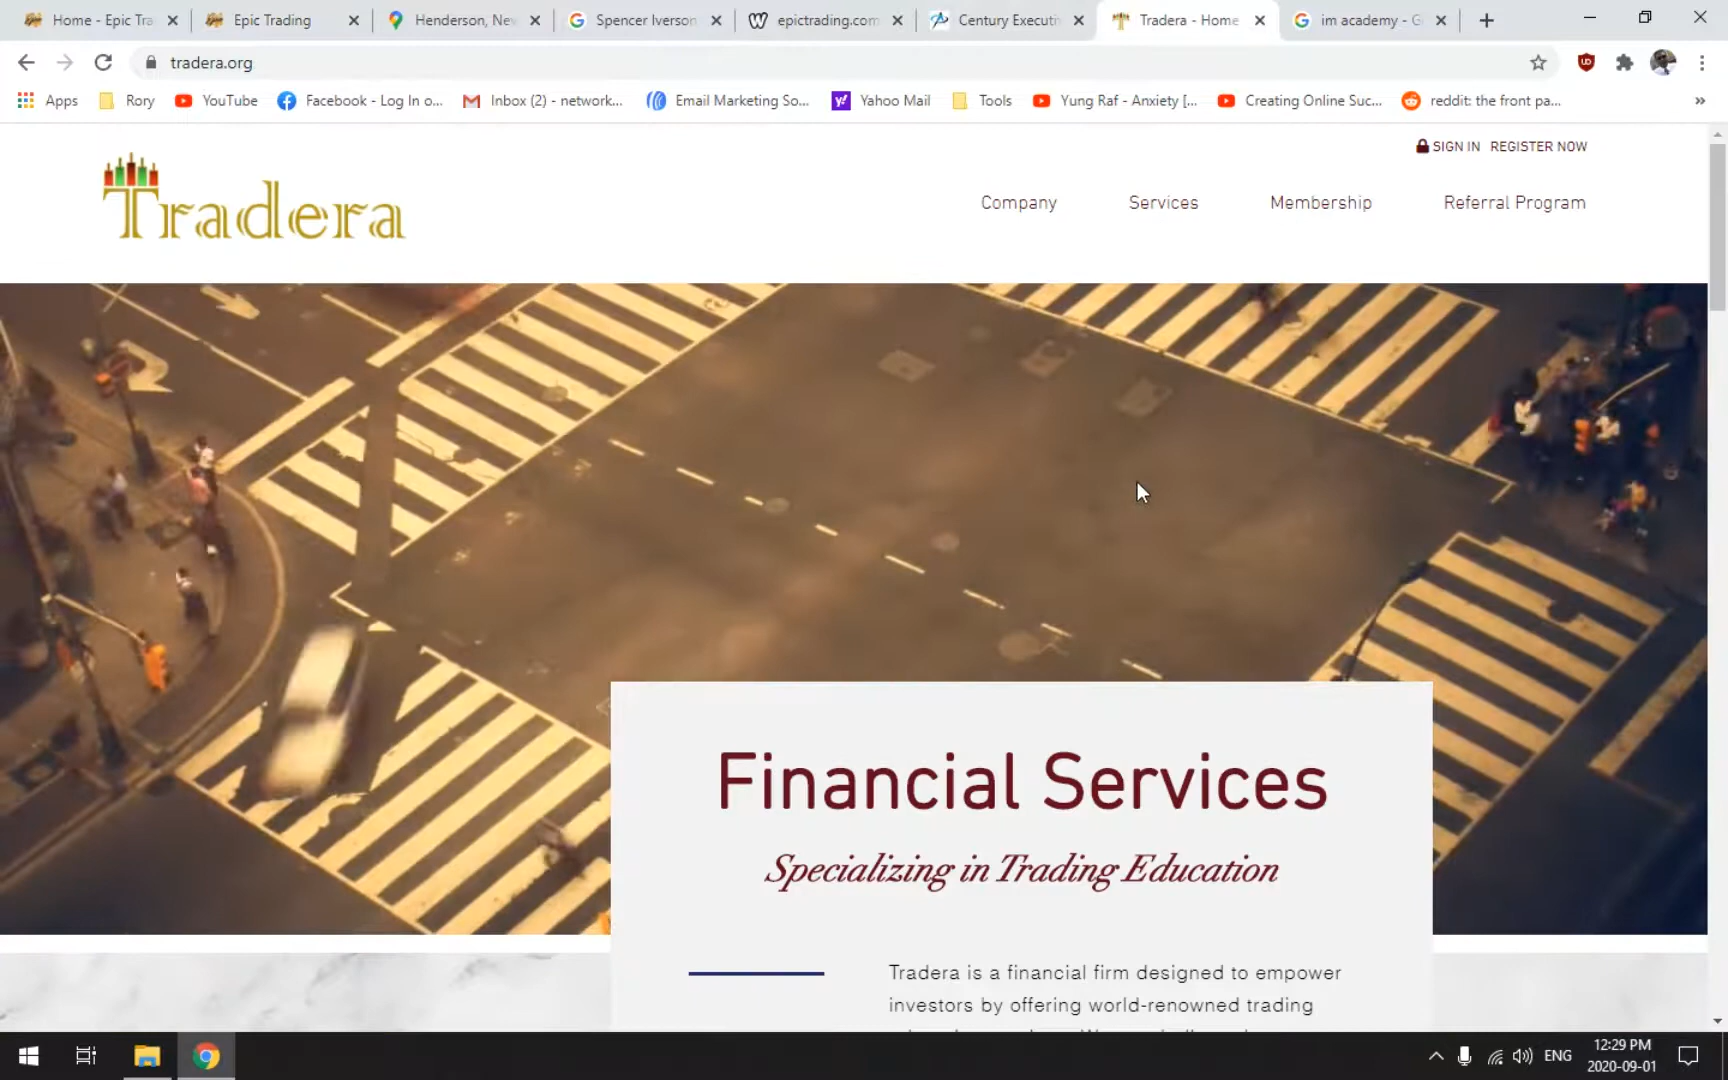 Home - Epic Tra
Epic Trading
Henderson, Nev
Spencer Iverson
epictrading.com
Century Executi
Tradera - Home
im academy - G
tradera.org
Apps
Rory
YouTube
Facebook - Log In o...
Inbox (2) - network...
Email Marketing So...
Yahoo Mail
Tools
Yung Raf - Anxiety [...
Creating Online Suc...
reddit: the front pa...
»
SIGN IN REGISTER NOW
Tradera
Company
Services
Membership
Referral Program
Financial Services
Specializing in Trading Education
Tradera is a financial firm designed to empower
investors by offering world-renowned trading
ENG
12:29 PM
2020-09-01